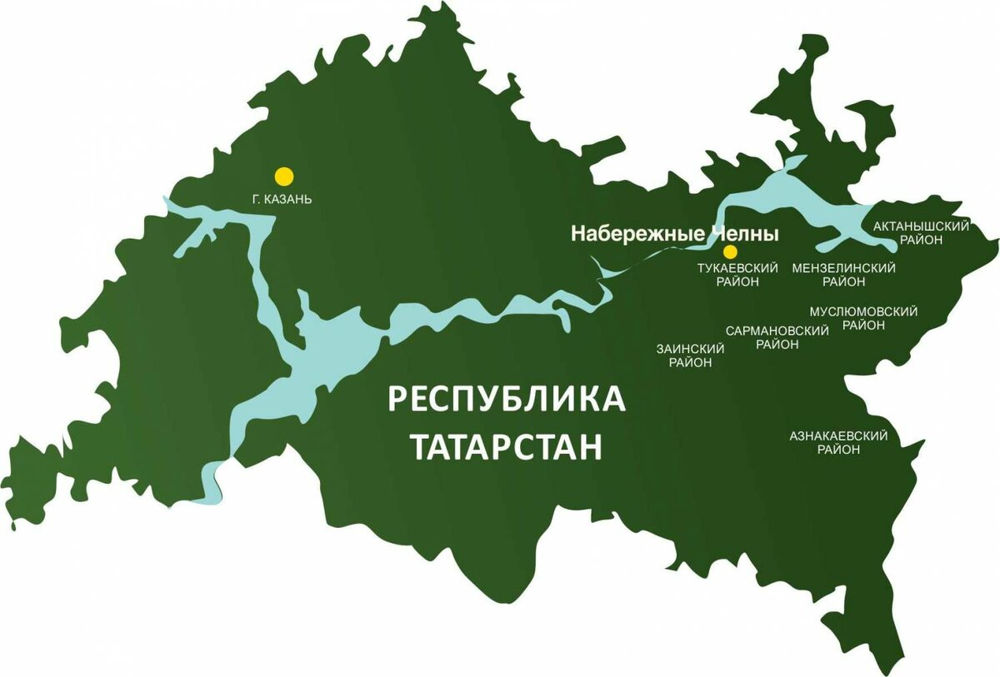 Г. КАЗАНЬ
Набережные Челны
АКТАНЫШСКИЙ
РАЙОН
ТУКАЕВСКИЙ
РАЙОН
МЕНЗЕЛИНСКИЙ
РАЙОН
МУСЛЮМОВСКИЙ
РАЙОН
САРМАНОВСКИЙ
РАЙОН
ЗАИНСКИЙ
РАЙОН
РЕСПУБЛИКА
ТАТАРСТАН
АЗНАКАЕВСКИЙ
РАЙОН